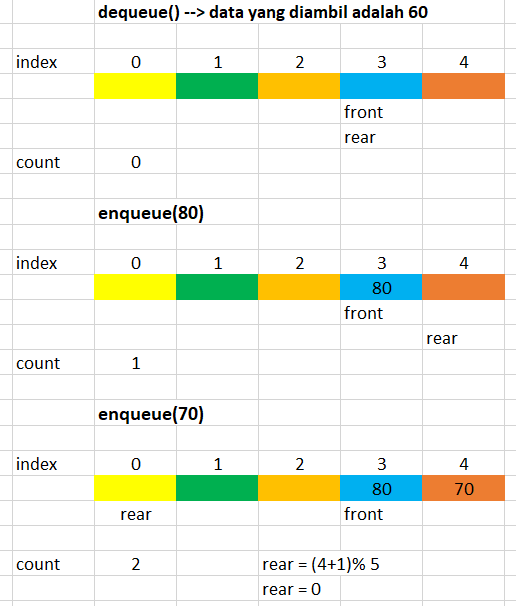 dequeue() --> data yang diambil adalah 60
index 0 1 2 3 4
front
rear
count 0
enqueue(80)
index 0 1 2 3 4
80
front
rear
count 1
enqueue(70)
index 0 1 2 3 4
80 70
rear front
count 2 rear = (4+1)% 5
rear = 0